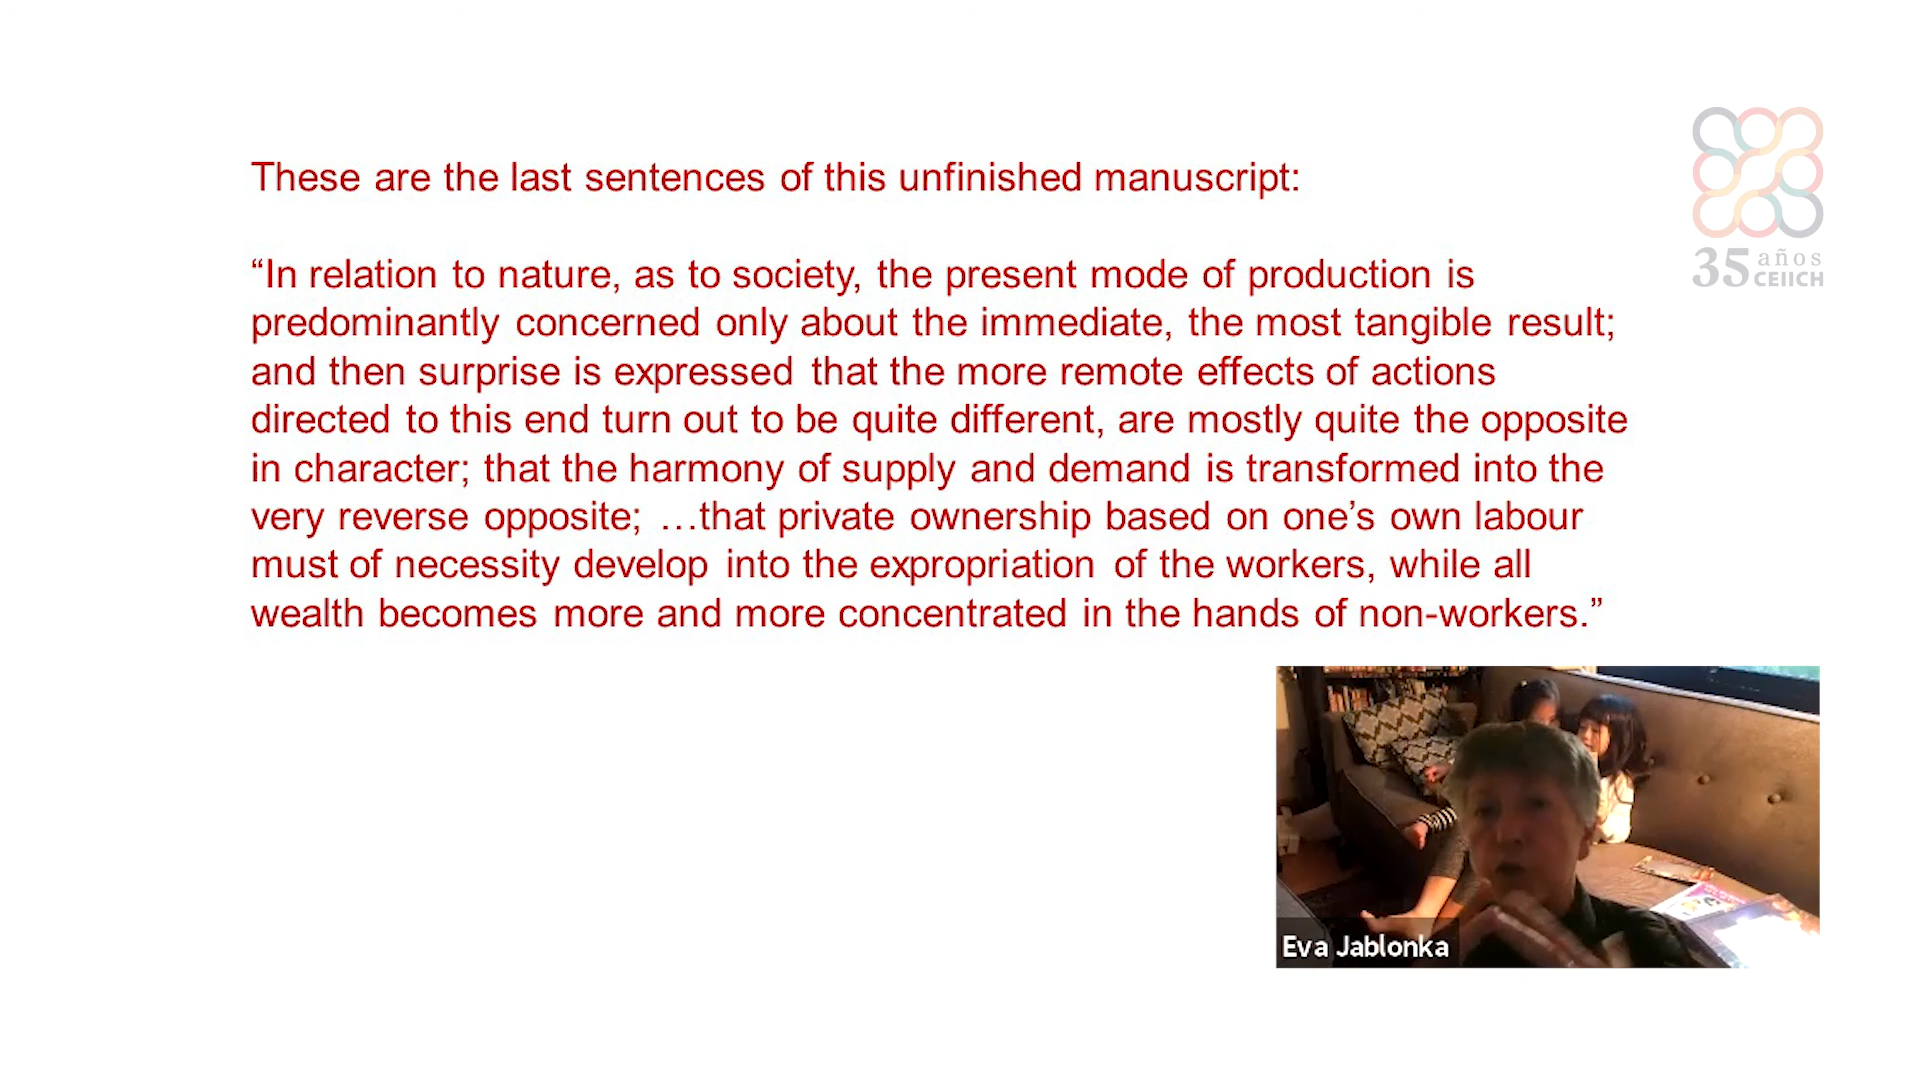 These are the last sentences of this unfinished manuscript:
“In relation to nature, as to society, the present mode of production is
predominantly concerned only about the immediate, the most tangible result;
and then surprise is expressed that the more remote effects of actions
directed to this end turn out to be quite different, are mostly quite the opposite
in character; that the harmony of supply and demand is transformed into the
very reverse opposite; …that private ownership based on one’s own labour
must of necessity develop into the expropriation of the workers, while all
wealth becomes more and more concentrated in the hands of non-workers.”
35 años
CEIICH
Eva Jablonka